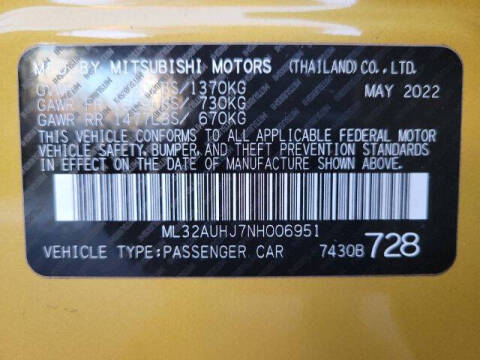 MFD BY MITSUBISHI MOTORS (THAILAND)CO.,LTD.
1370KG MAY 2022
GAWR FR 730KG
GAWR RR 1477LBS/ 670KG
THIS VEHICLE CONFORMS TO ALL APPLICABLE FEDERAL MOTOR
VEHICLE SAFETY, BUMPER, AND THEFT PREVENTION STANDARDS
IN EFFECT ON THE DATE OF MANUFACTURE SHOWN ABOVE.
ML32AUHJ7NH006951
VEHICLE TYPE:PASSENGER CAR 7430B 728